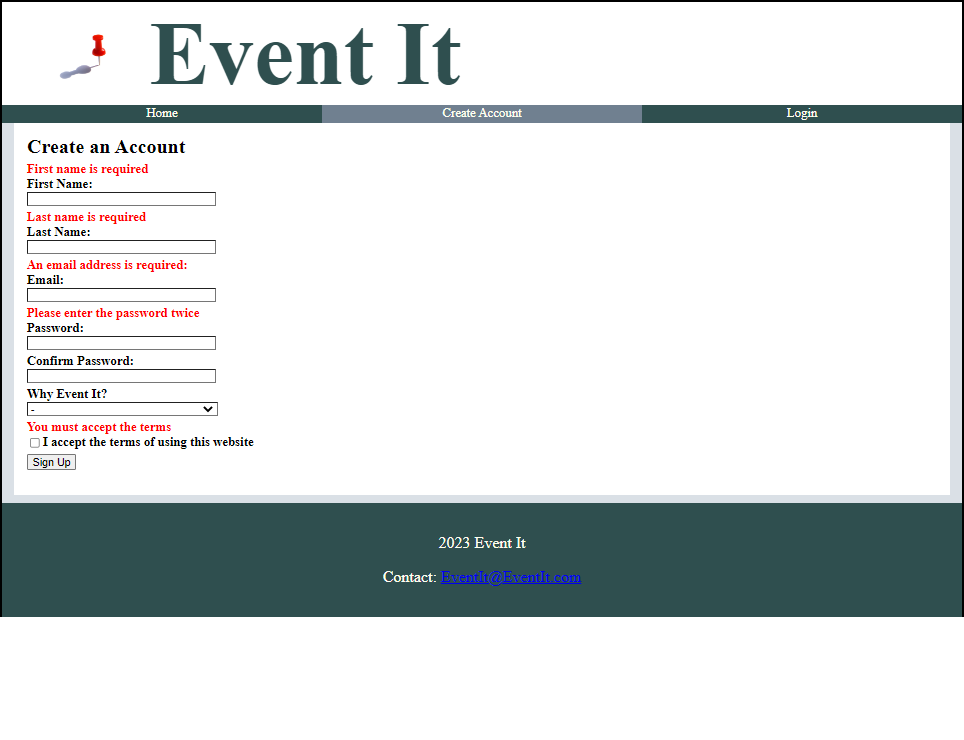 Event It
Home Create Account Login
Create an Account
First name is required
First Name:
Last name is required
Last Name:
An email address is required:
Email:
Please enter the password twice
Password:
Confirm Password:
Why Event It?
-
You must accept the terms
I accept the terms of using this website
Sign Up
2023 Event It
Contact: EventIt@EventIt.com